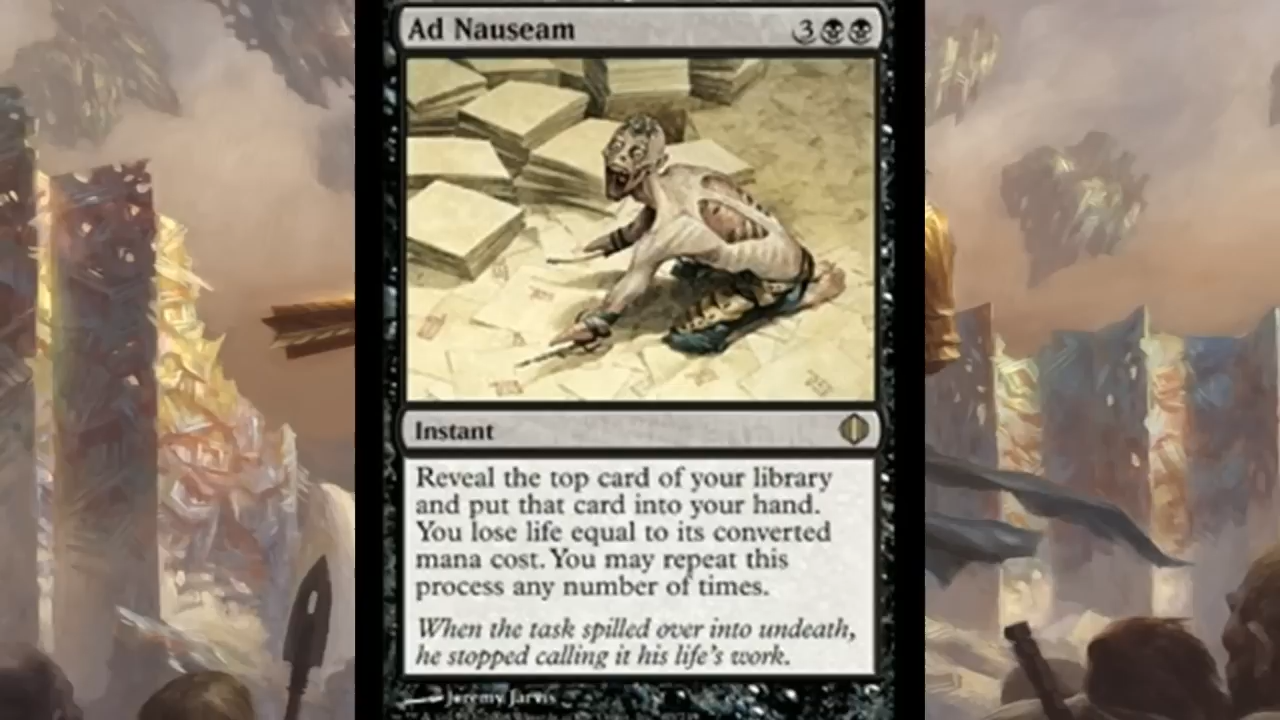 Ad Nauseam 3
Instant
Reveal the top card of your library
and put that card into your hand.
You lose life equal to its converted
mana cost. You may repeat this
process any number of times.
When the task spilled over into undeath,
he stopped calling it his life's work.
Jeremy Jarvis